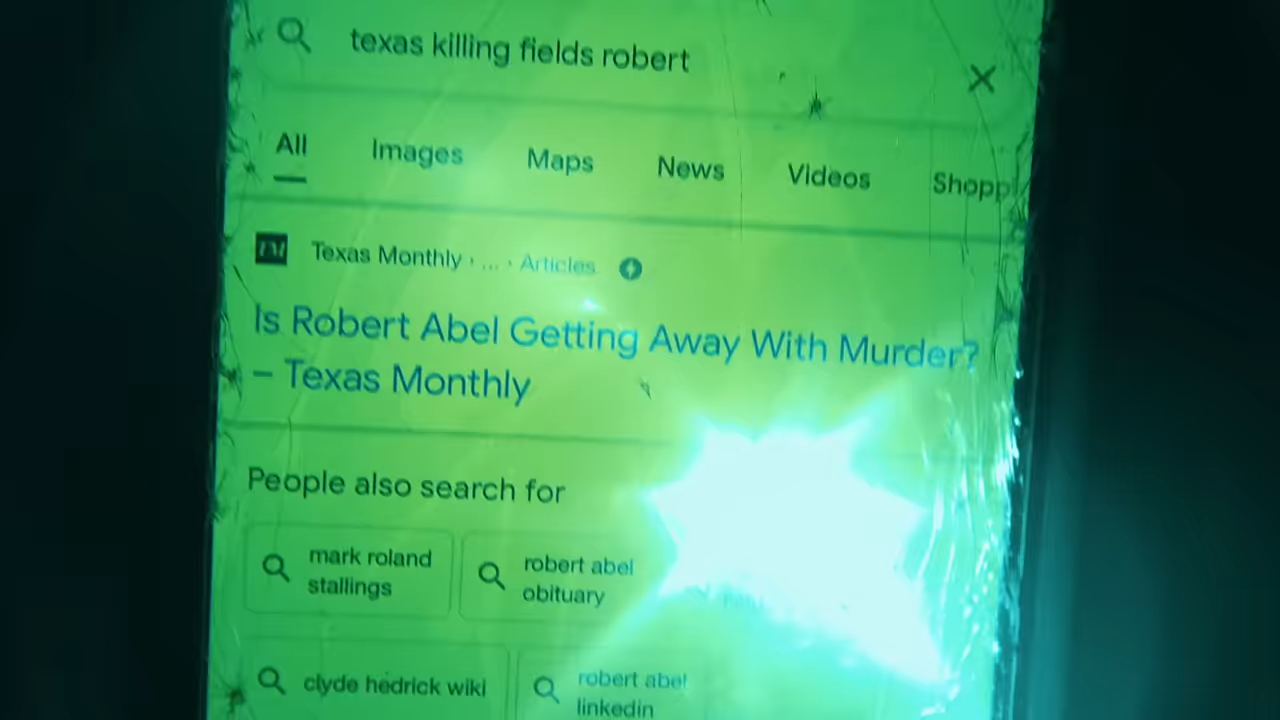 texas killing fields robert
All Images Maps News Videos Shopp
Texas Monthly › ... › Articles
Is Robert Abel Getting Away With Murder?
– Texas Monthly
People also search for
mark roland
stallings
robert abel
obituary
clyde hedrick wiki
robert abel
linkedin